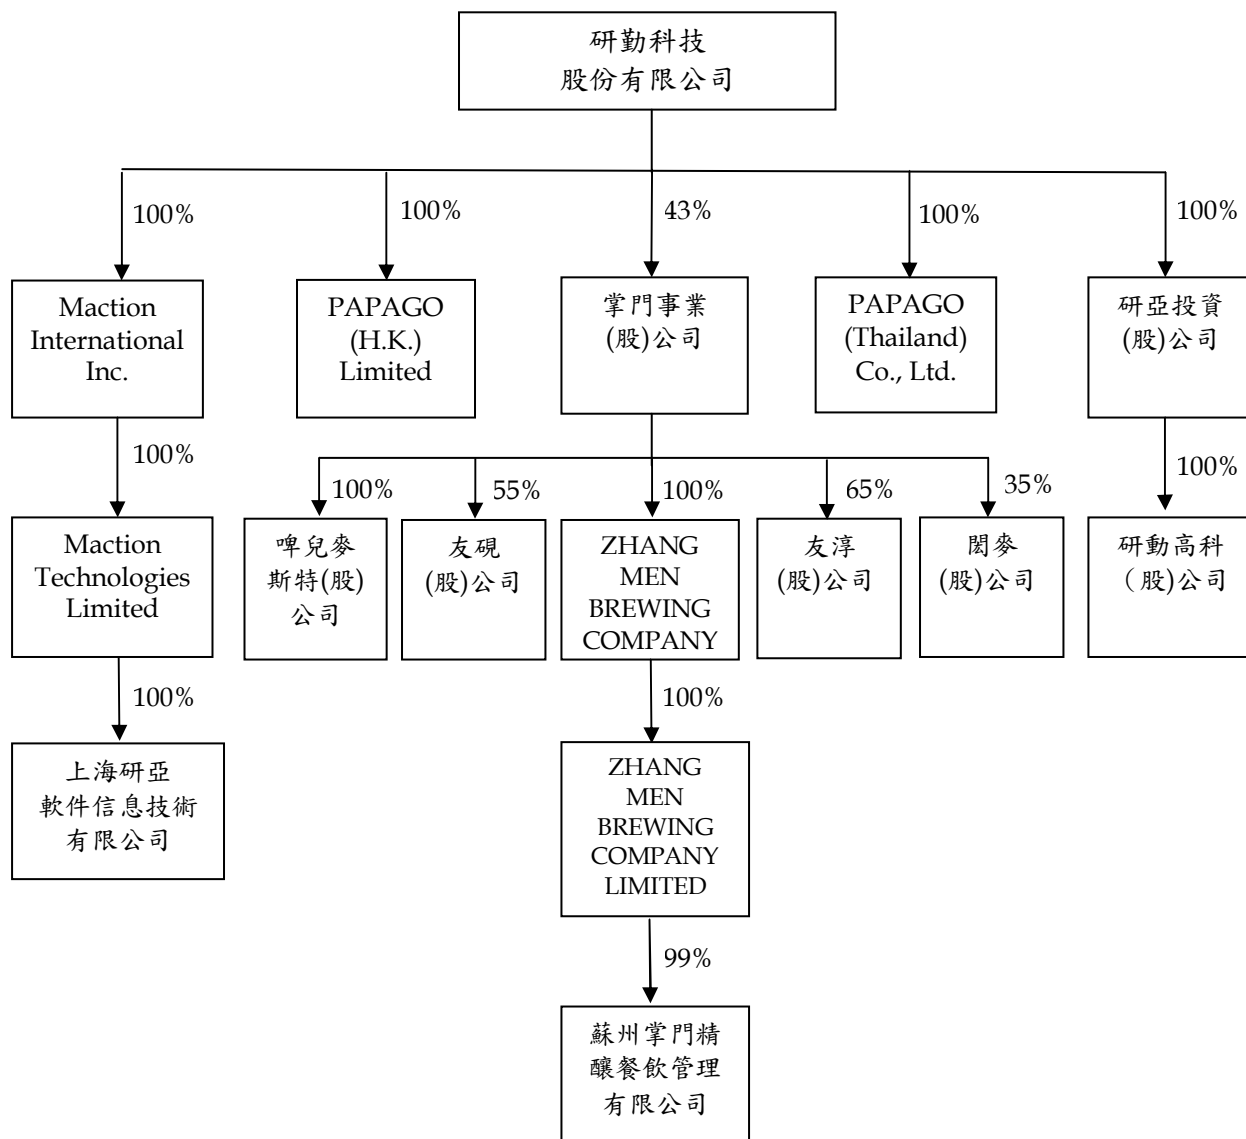 研勤科技
股份有限公司
100%
100%
43%
100%
100%
Maction
International
Inc.
PAPAGO
(H.K.)
Limited
掌門事業
(股)公司
PAPAGO
(Thailand)
Co., Ltd.
研亞投資
(股)公司
100%
100%
100%
55%
100%
65%
35%
Maction
Technologies
Limited
啤兒麥
斯特(股)
公司
友硯
(股)公司
ZHANG
MEN
BREWING
COMPANY
友淳
(股)公司
閎麥
(股)公司
研動高科
（股)公司
100%
100%
上海研亞
軟件信息技術
有限公司
ZHANG
MEN
BREWING
COMPANY
LIMITED
99%
蘇州掌門精
釀餐飲管理
有限公司